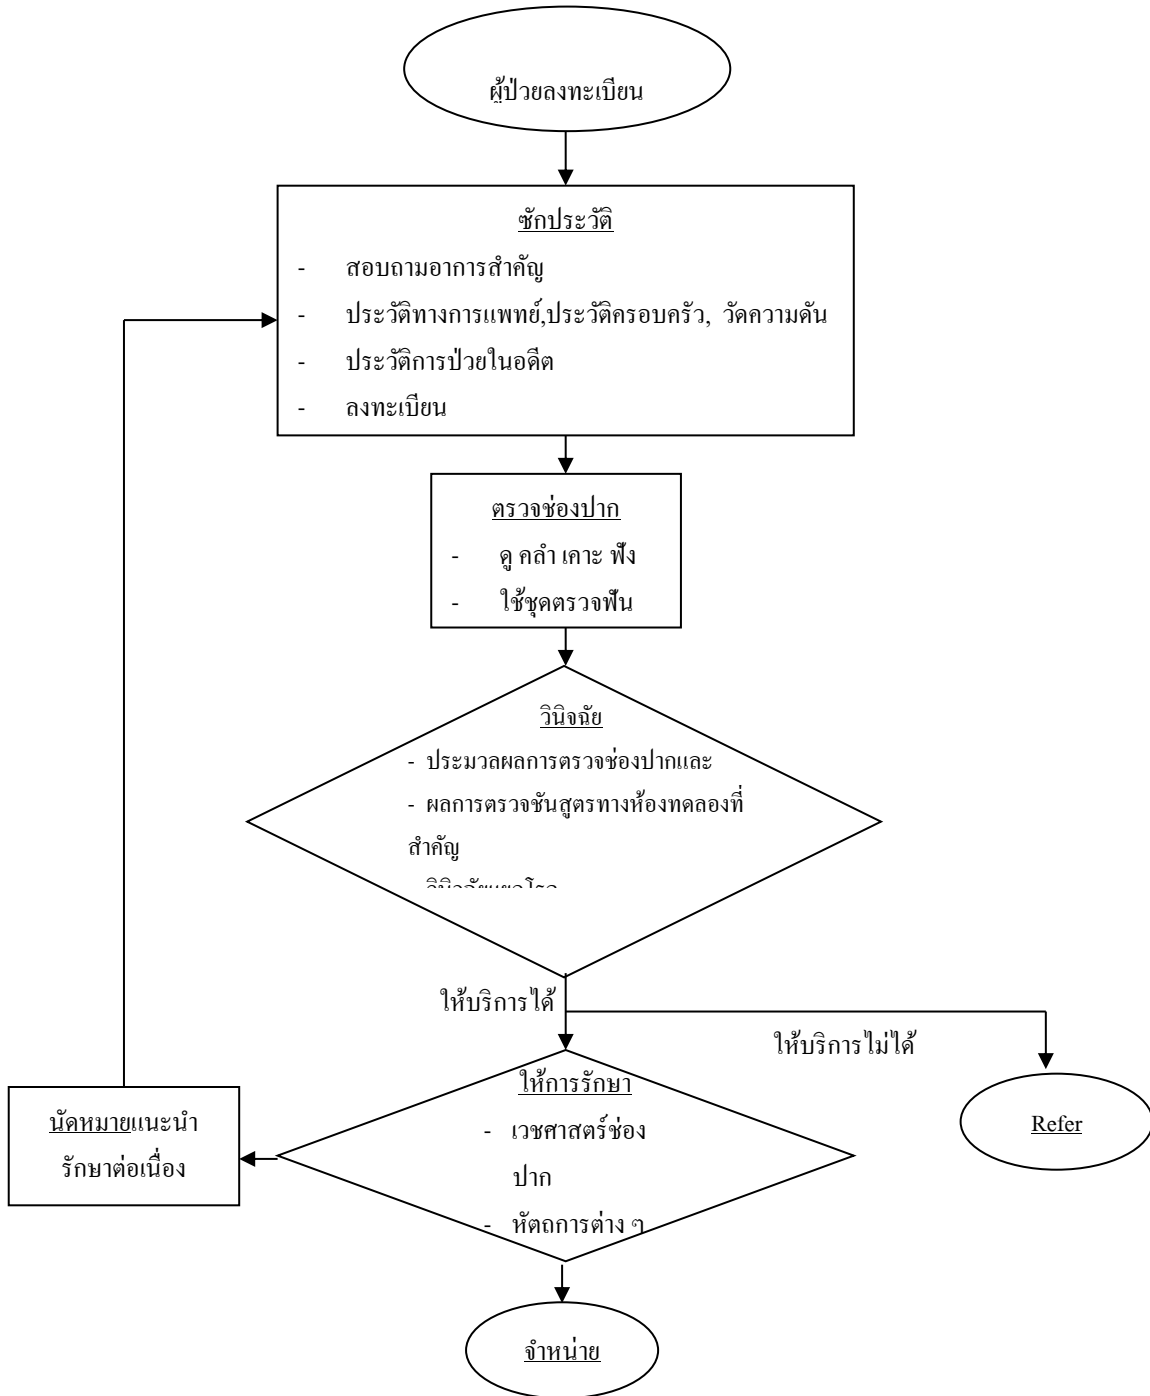 ผู้ป่วยลงทะเบียน
ซักประวัติ
- สอบถามอาการสำคัญ
- ประวัติทางการแพทย์,ประวัติครอบครัว, วัดความดัน
- ประวัติการป่วยในอดีต
- ลงทะเบียน
ตรวจช่องปาก
- ดู คลำ เคาะ ฟัง
- ใช้ชุดตรวจฟัน
วินิจฉัย
- ประมวลผลการตรวจช่องปากและ
- ผลการตรวจชันสูตรทางห้องทดลองที่
สำคัญ
ให้บริการได้
ให้บริการไม่ได้
ให้การรักษา
- เวชศาสตร์ช่อง
ปาก
- หัตถการต่าง ๆ
นัดหมายแนะนำ
รักษาต่อเนื่อง
Refer
จำหน่าย